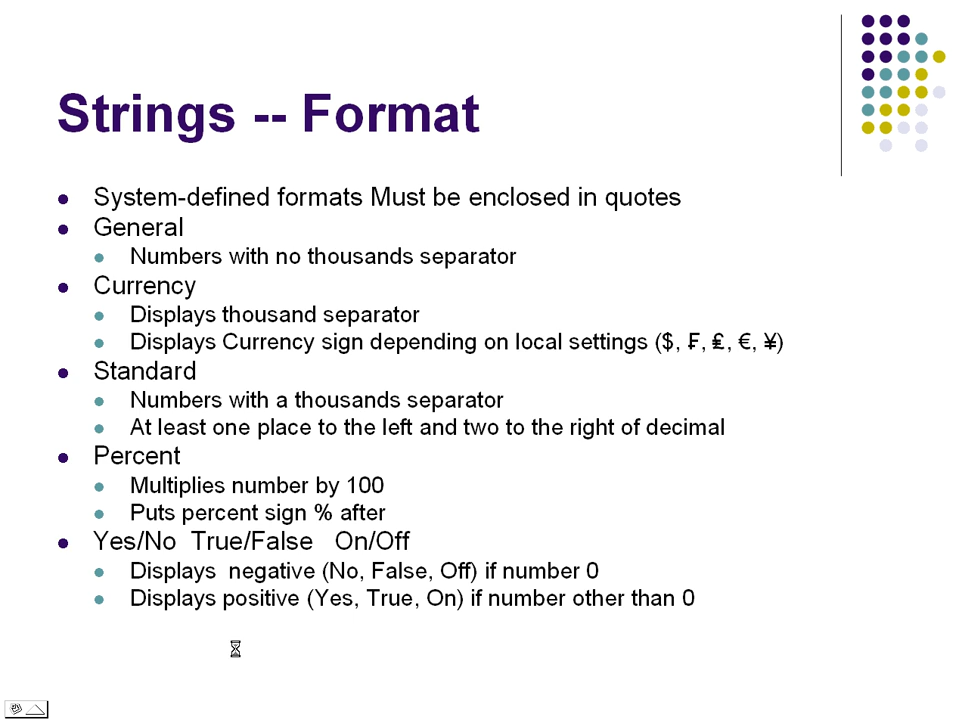 Strings -- Format
System-defined formats Must be enclosed in quotes
General
Numbers with no thousands separator
Currency
Displays thousand separator
Displays Currency sign depending on local settings ($, ₣, ₤, €, ¥)
Standard
Numbers with a thousands separator
At least one place to the left and two to the right of decimal
Percent
Multiplies number by 100
Puts percent sign % after
Yes/No  True/False   On/Off
Displays  negative (No, False, Off) if number 0
Displays positive (Yes, True, On) if number other than 0